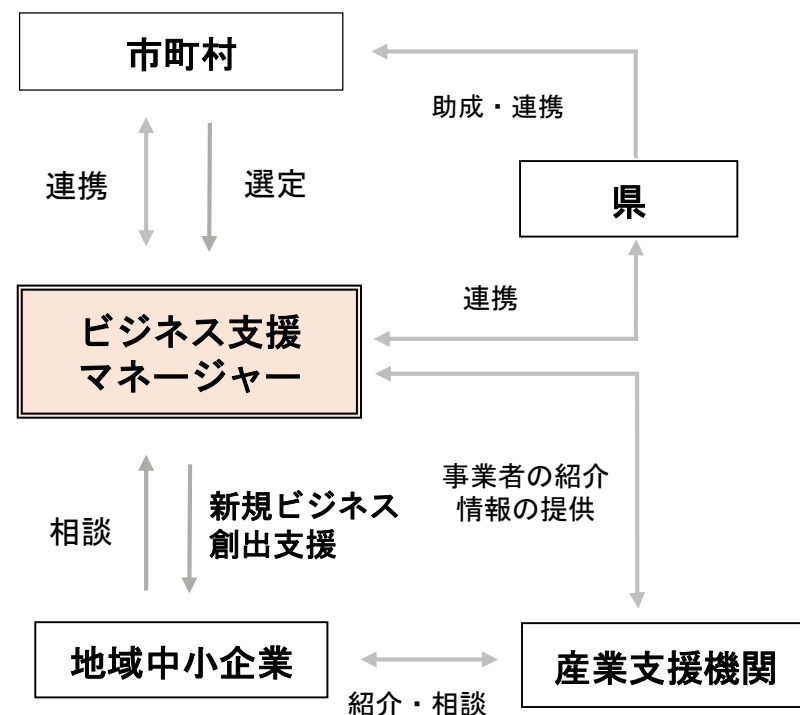 市町村
助成・連携
連携
選定
県
連携
ビジネス支援
マネージャー
事業者の紹介
情報の提供
相談
新規ビジネス
創出支援
地域中小企業
産業支援機関
紹介・相談